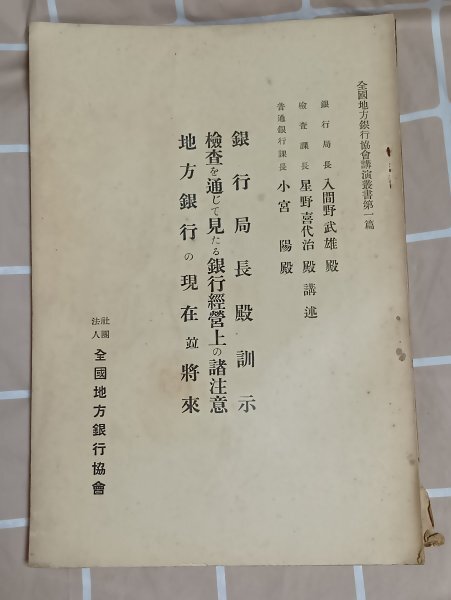 全國地方銀行協會講演叢書第一篇
銀行局長 入間野武雄殿
檢査課長 星野喜代治殿 講述
普通銀行課長 小宮陽殿
銀行局長殿訓示
檢査を通じて見たる銀行經營上の諸注意
地方銀行の現在並將來
社團法人 全國地方銀行協會